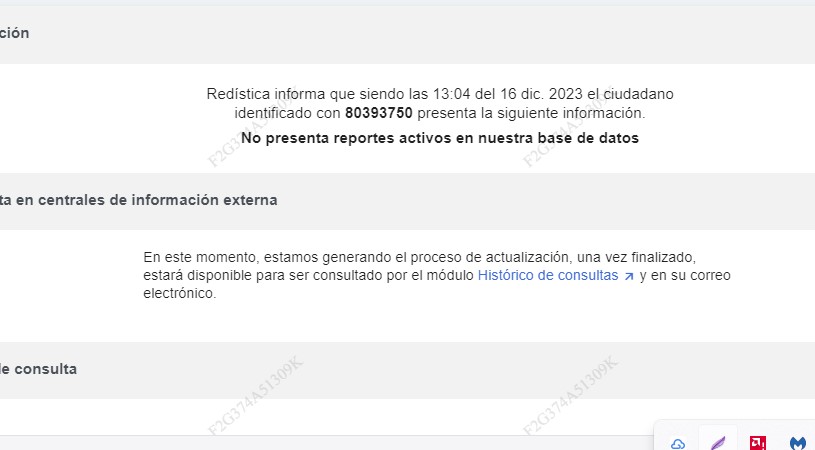 ción
Redística informa que siendo las 13:04 del 16 dic. 2023 el ciudadano
identificado con 80393750 presenta la siguiente información.
No presenta reportes activos en nuestra base de datos
F2G374A51309K
F2G374A51309K
ta en centrales de información externa
En este momento, estamos generando el proceso de actualización, una vez finalizado,
estará disponible para ser consultado por el módulo Histórico de consultas y en su correo
electrónico.
de consulta
F2G374A51309K
F2G374A51309K